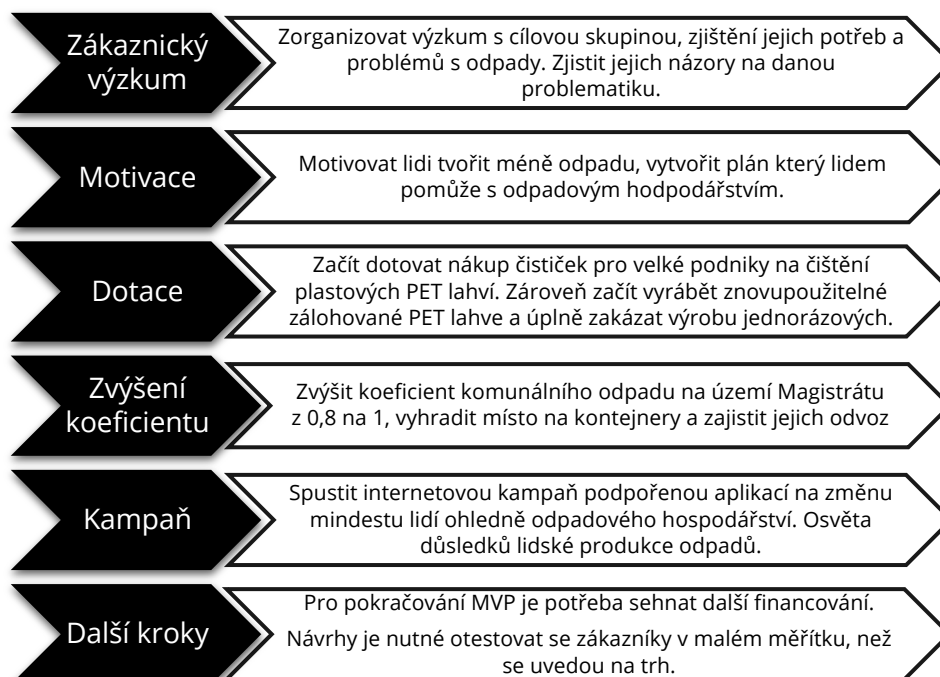 Zákaznický
výzkum
Zorganizovat výzkum s cílovou skupinou, zjištění jejich potřeb a
problémů s odpady. Zjistit jejich názory na danou
problematiku.
Motivace
Motivovat lidi tvořit méně odpadu, vytvořit plán který lidem
pomůže s odpadovým hodpodářstvím.
Dotace
Začít dotovat nákup čističek pro velké podniky na čištění
plastových PET lahví. Zároveň začít vyrábět znovupoužitelné
zálohované PET lahve a úplně zakázat výrobu jednorázových.
Zvýšení
koeficientu
Zvýšit koeficient komunálního odpadu na území Magistrátu
z 0,8 na 1, vyhradit místo na kontejnery a zajistit jejich odvoz
Kampaň
Spustit internetovou kampaň podpořenou aplikací na změnu
mindestu lidí ohledně odpadového hospodářství. Osvěta
důsledků lidské produkce odpadů.
Další kroky
Pro pokračování MVP je potřeba sehnat další financování.
Návrhy je nutné otestovat se zákazníky v malém měřítku, než
se uvedou na trh.